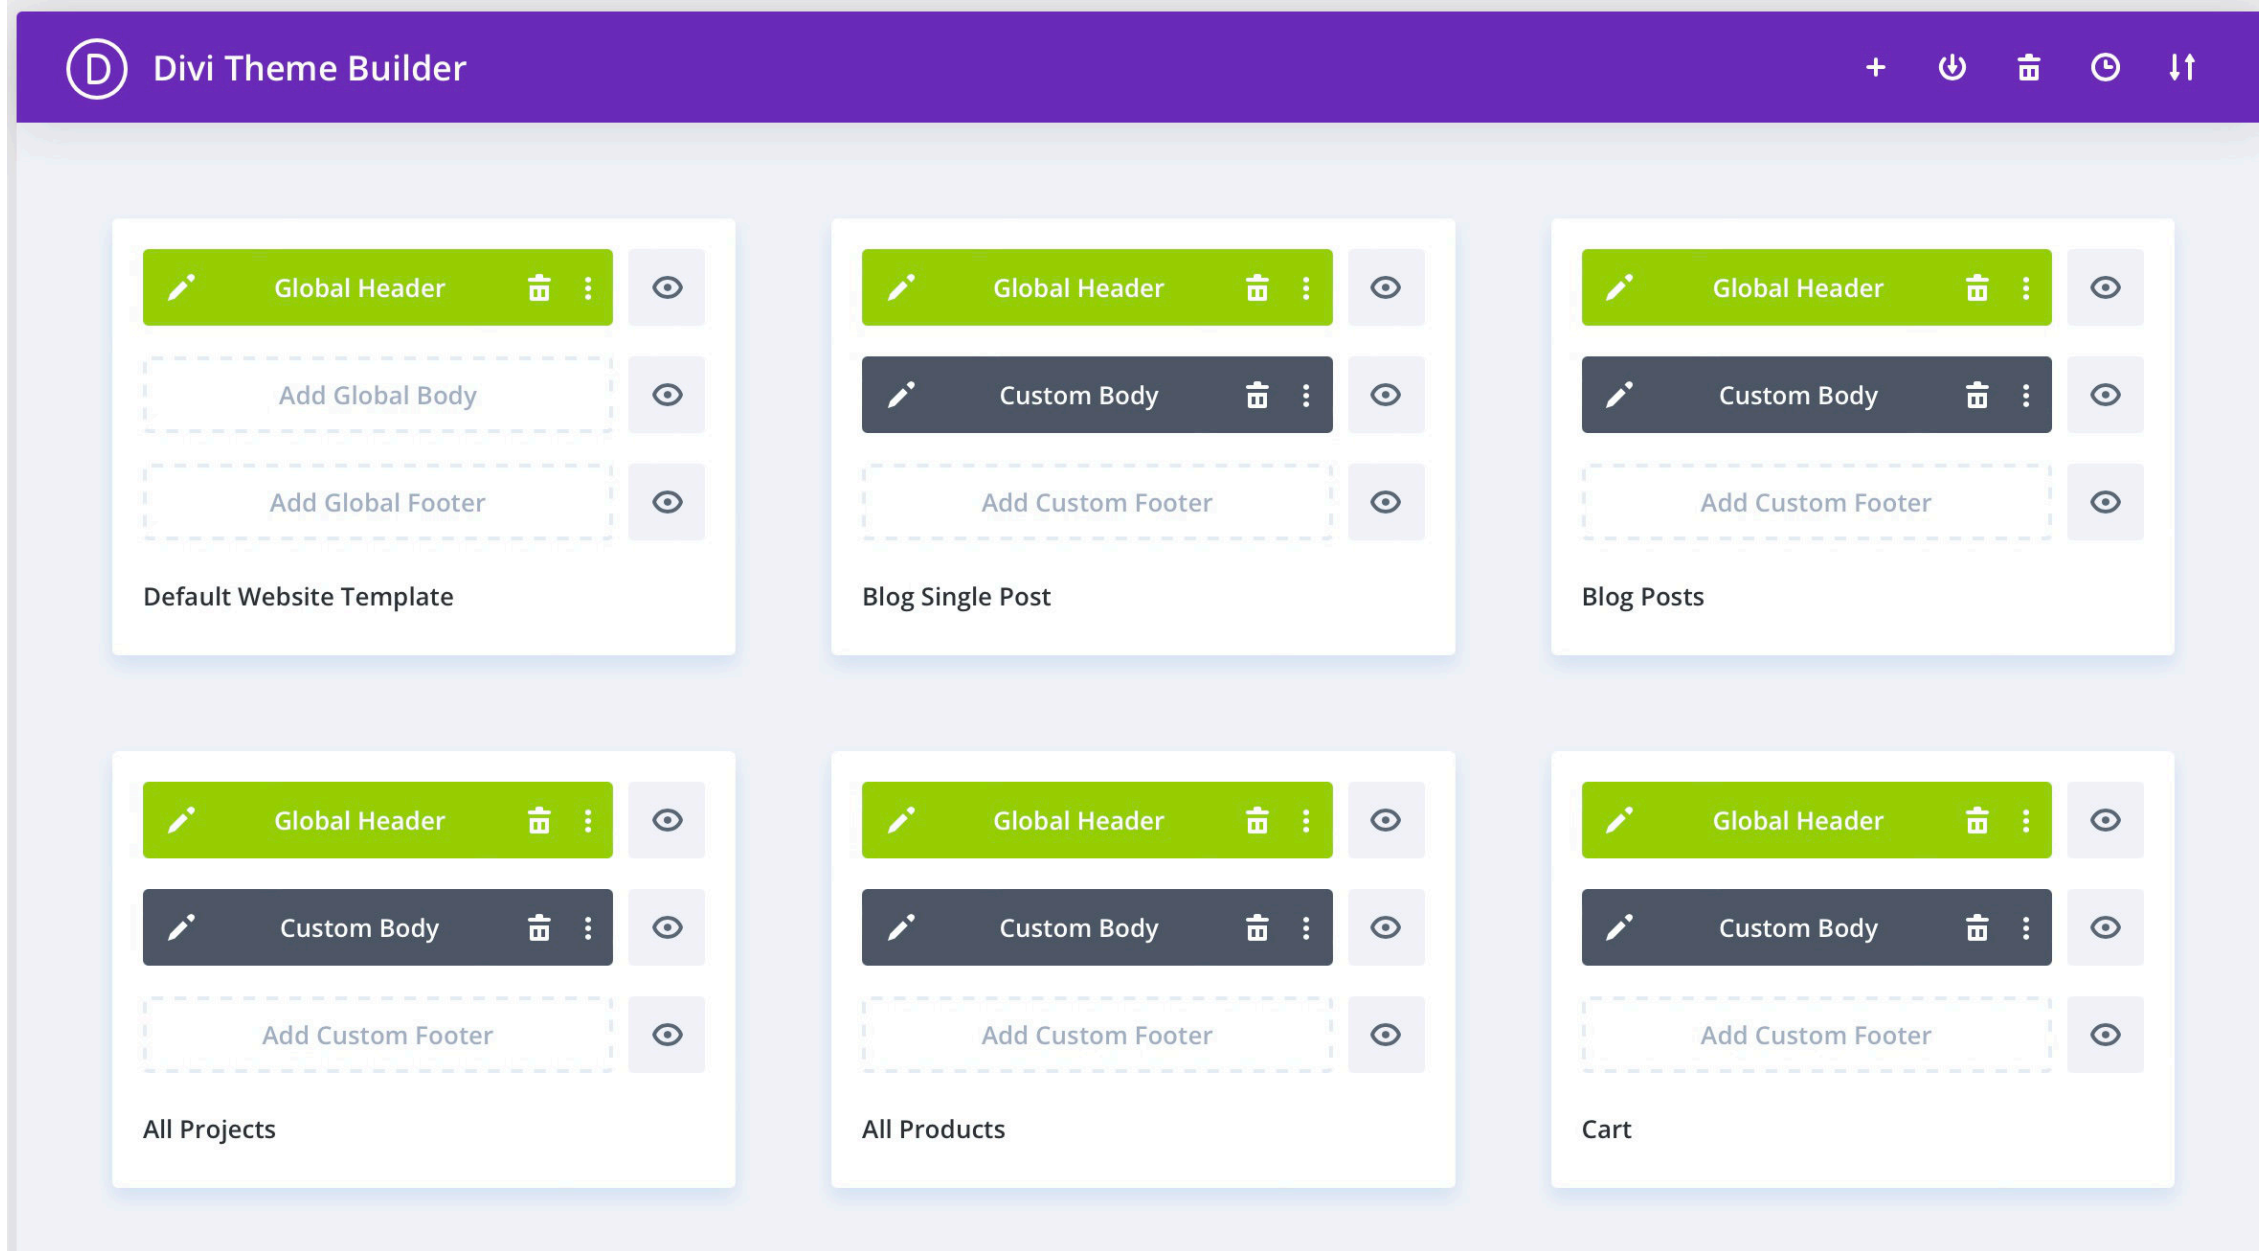 D Divi Theme Builder
Global Header
Add Global Body
Add Global Footer
Default Website Template
Global Header
Custom Body
Add Custom Footer
Blog Single Post
Global Header
Custom Body
Add Custom Footer
Blog Posts
Global Header
Custom Body
Add Custom Footer
All Projects
Global Header
Custom Body
Add Custom Footer
All Products
Global Header
Custom Body
Add Custom Footer
Cart